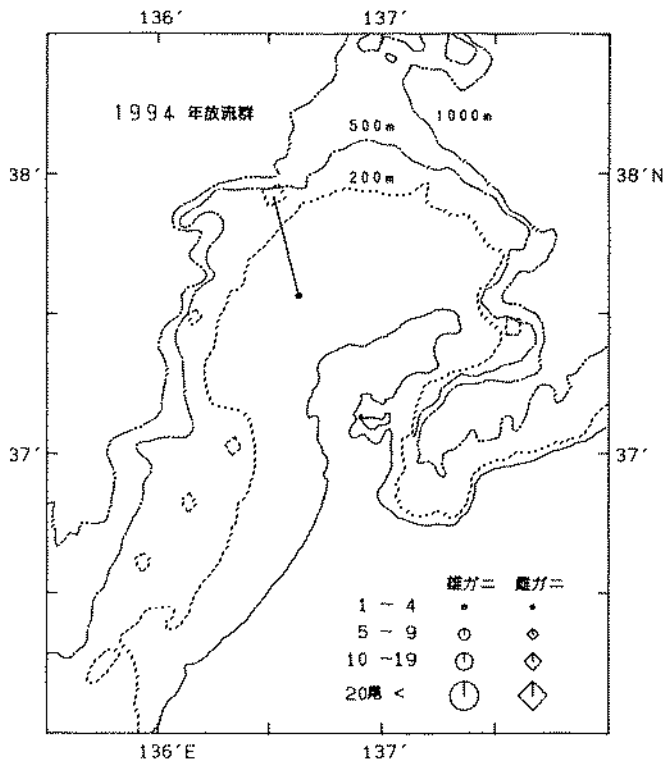 136′ 137′
1994 年放流群
1000m
500m
38′ 200m 38′N
37′ 37′
雄ガニ 雌ガニ
1 ～ 4
5 ～ 9
10 ～19
20尾 <
136′E 137′